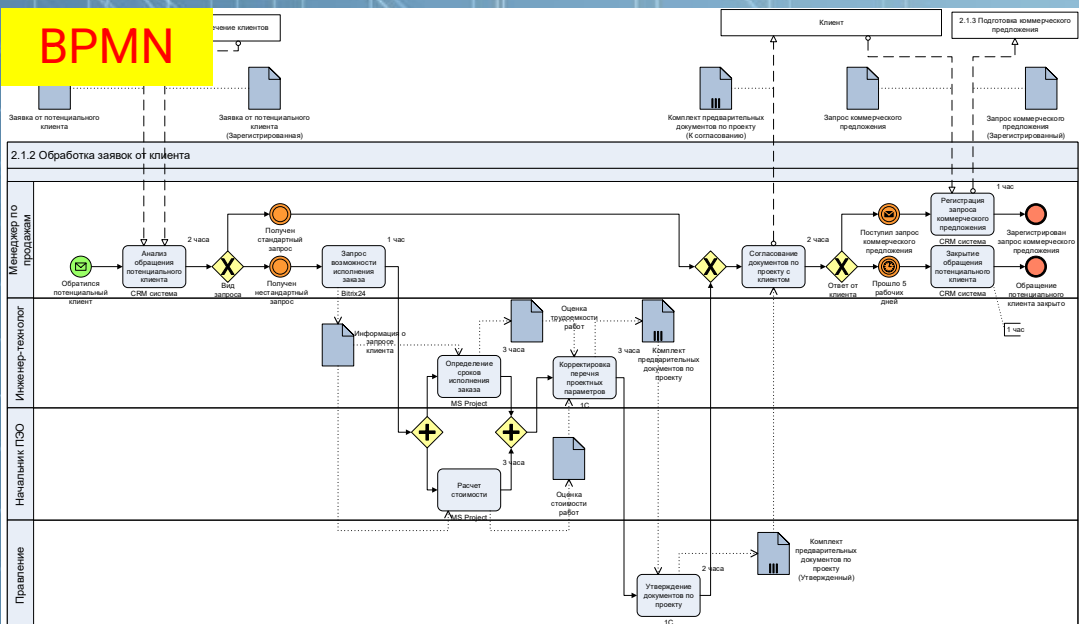 BPMN
ечение клиентов
Клиент
2.1.3 Подготовка коммерческого
предложения
Заявка от потенциального
клиента
Заявка от потенциального
клиента
(Зарегистрированная)
Комплект предварительных
документов по проекту
(К согласованию)
Запрос коммерческого
предложения
Запрос коммерческого
предложения
(Зарегистрированный)
2.1.2 Обработка заявок от клиента
Менеджер по
продажам
Обратился
потенциальный
клиент
Анализ
обращения
потенциального
клиента
CRM система
2 часа
Вид
запроса
Получен
стандартный
запрос
Получен
нестандартный
запрос
Запрос
возможности
исполнения
заказа
Bitrix24
1 час
Согласование
документов по
проекту с
клиентом
2 часа
Ответ от
клиента
Поступил запрос
коммерческого
предложения
Прошло 5
рабочих
дней
Регистрация
запроса
коммерческого
предложения
CRM система
1 час
Закрытие
обращения
потенциального
клиента
CRM система
Зарегистрирован
запрос коммерческого
предложения
Обращение
потенциального
клиента закрыто
1 час
Инженер-технолог
Информация о
запросе
клиента
Определение
сроков
исполнения
заказа
MS Project
3 часа
Оценка
трудоемкости
работ
Корректировка
перечня
проектных
параметров
1С
3 часа
Комплект
предварительных
документов по
проекту
Начальник ПЭО
Расчет
стоимости
MS Project
3 часа
Оценка
стоимости
работ
Правление
Утверждение
документов по
проекту
1С
2 часа
Комплект
предварительных
документов по
проекту
(Утвержденный)